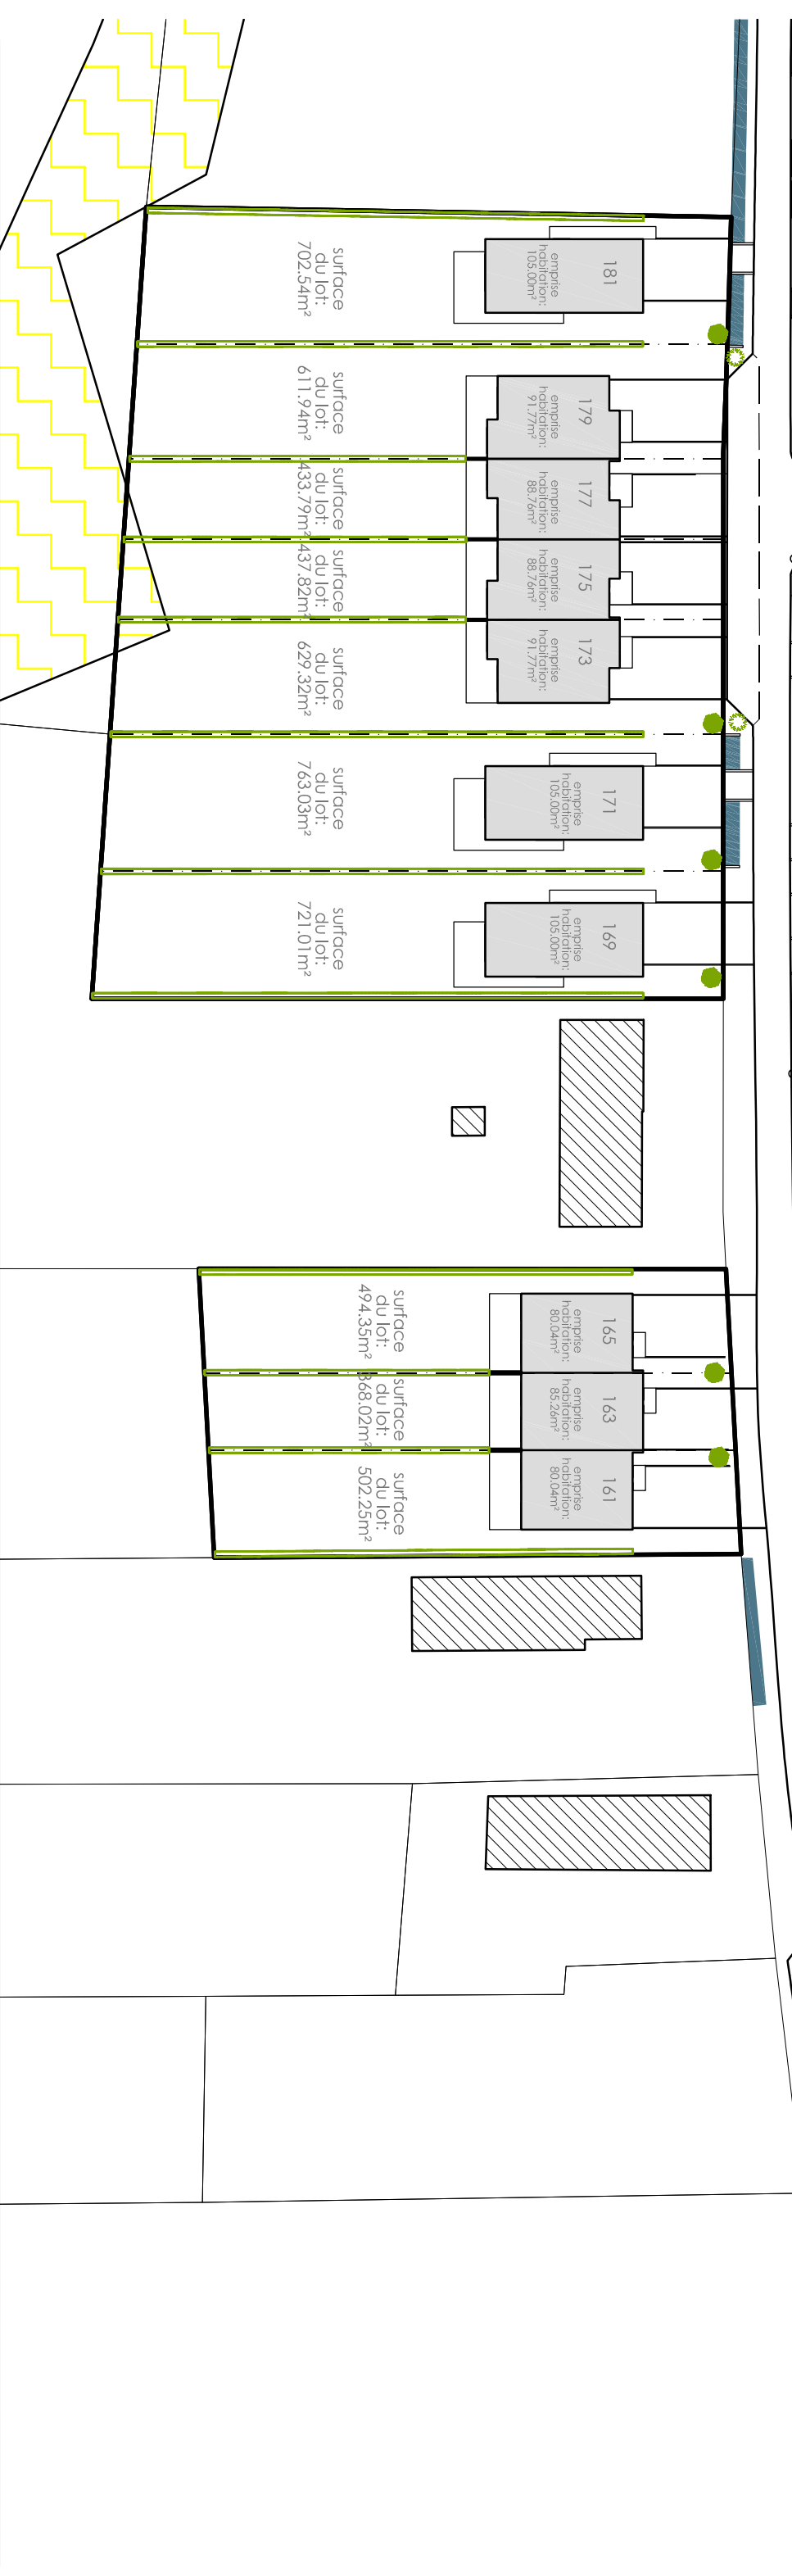 surface
du lot:
702.54m²
181
emprise
habitation:
105.00m²
surface
du lot:
611.94m²
179
emprise
habitation:
91.77m²
surface
du lot:
433.79m²
177
emprise
habitation:
88.76m²
surface
du lot:
437.82m²
175
emprise
habitation:
88.76m²
surface
du lot:
629.32m²
173
emprise
habitation:
91.77m²
surface
du lot:
763.03m²
171
emprise
habitation:
105.00m²
surface
du lot:
721.01m²
169
emprise
habitation:
105.00m²
surface
du lot:
494.35m²
165
emprise
habitation:
80.04m²
surface
du lot:
163
emprise
habitation:
85.26m²
surface
du lot:
502.25m²
161
emprise
habitation:
80.04m²